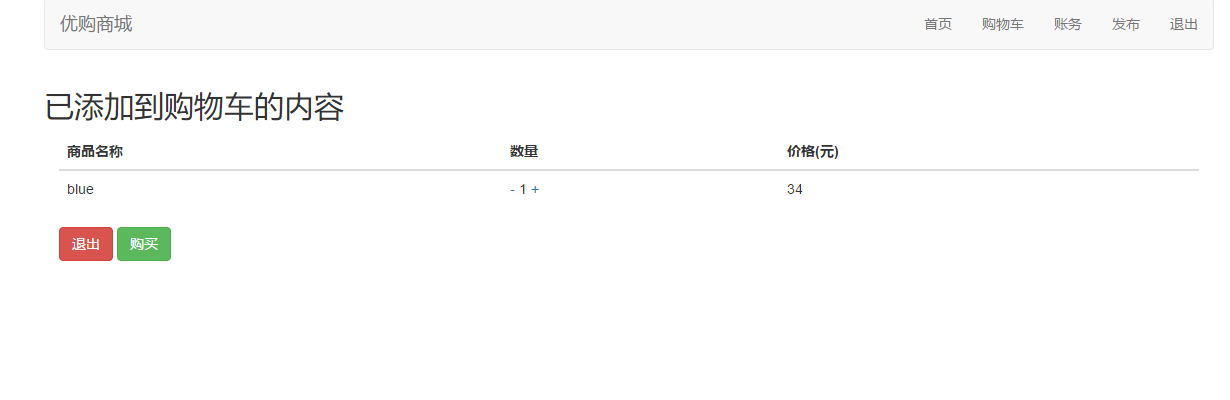 优购商城 首页 购物车 账务 发布 退出
已添加到购物车的内容
商品名称 数量 价格(元)
blue - 1 + 34
退出 购买